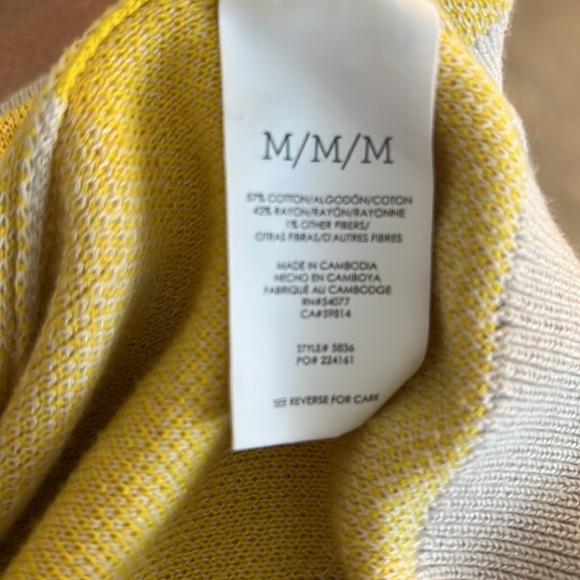 M/M/M
57% COTTON/ALGODÓN/COTON
42% RAYON/RAYÓN/RAYONNE
1% OTHER FIBERS/
OTRAS FIBRAS/D'AUTRES FIBRES
MADE IN CAMBODIA
HECHO EN CAMBOYA
FABRIQUÉ AU CAMBODGE
RN#54077
CA#39814
STYLE# 5836
PO# 224161
SEE REVERSE FOR CARE